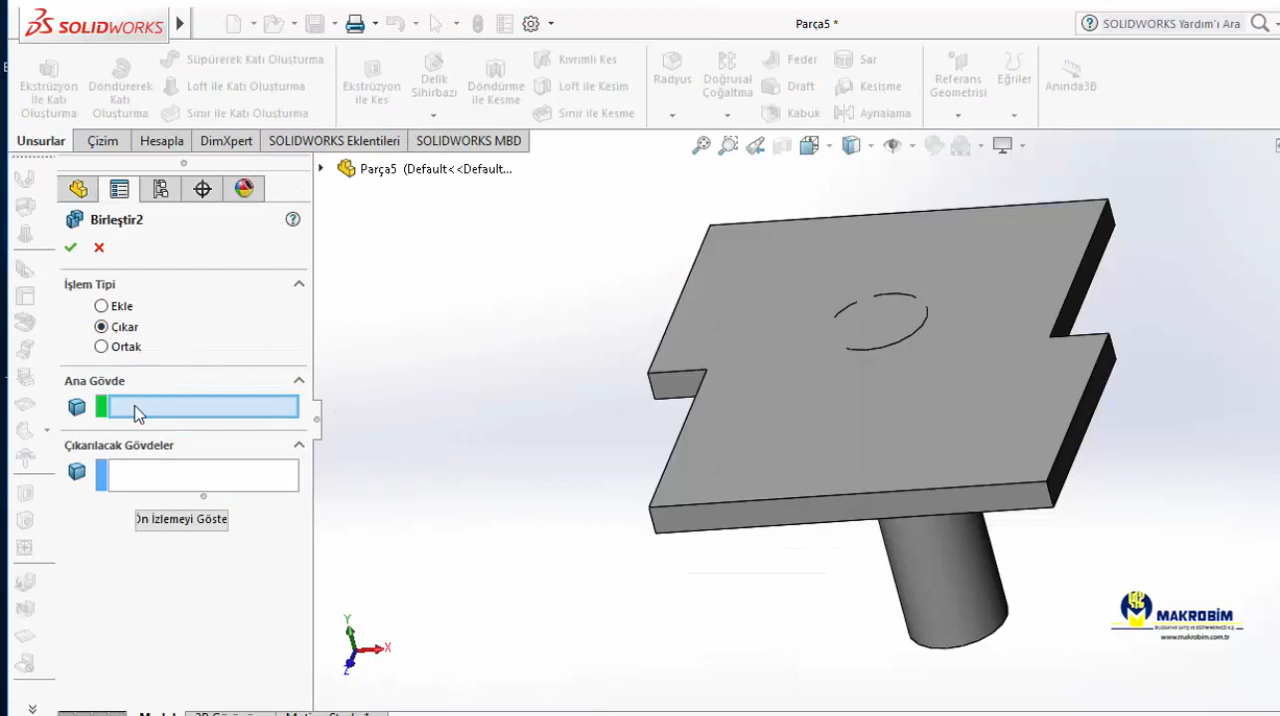 SOLIDWORKS
Parça5 *
SOLIDWORKS Yardım'ı Ara
Ekstrüzyon ile Katı Oluşturma
Döndürerek Katı Oluşturma
Süpürerek Katı Oluşturma
Loft ile Katı Oluşturma
Sınır ile Katı Oluşturma
Ekstrüzyon ile Kes
Delik Sihirbazı
Döndürme ile Kesme
Kıvrımlı Kes
Loft ile Kesim
Sınır ile Kesme
Radyus
Doğrusal Çoğaltma
Feder
Draft
Kabuk
Sar
Kesişme
Aynalama
Referans Geometrisi
Eğriler
Anında3B
Unsurlar
Çizim
Hesapla
DimXpert
SOLIDWORKS Eklentileri
SOLIDWORKS MBD
Parça5 (Default<<Default...
Birleştir2
İşlem Tipi
Ekle
Çıkar
Ortak
Ana Gövde
Çıkarılacak Gövdeler
Ön İzlemeyi Göste
Y
X
Z
MAKROBİM
www.makrobim.com.tr